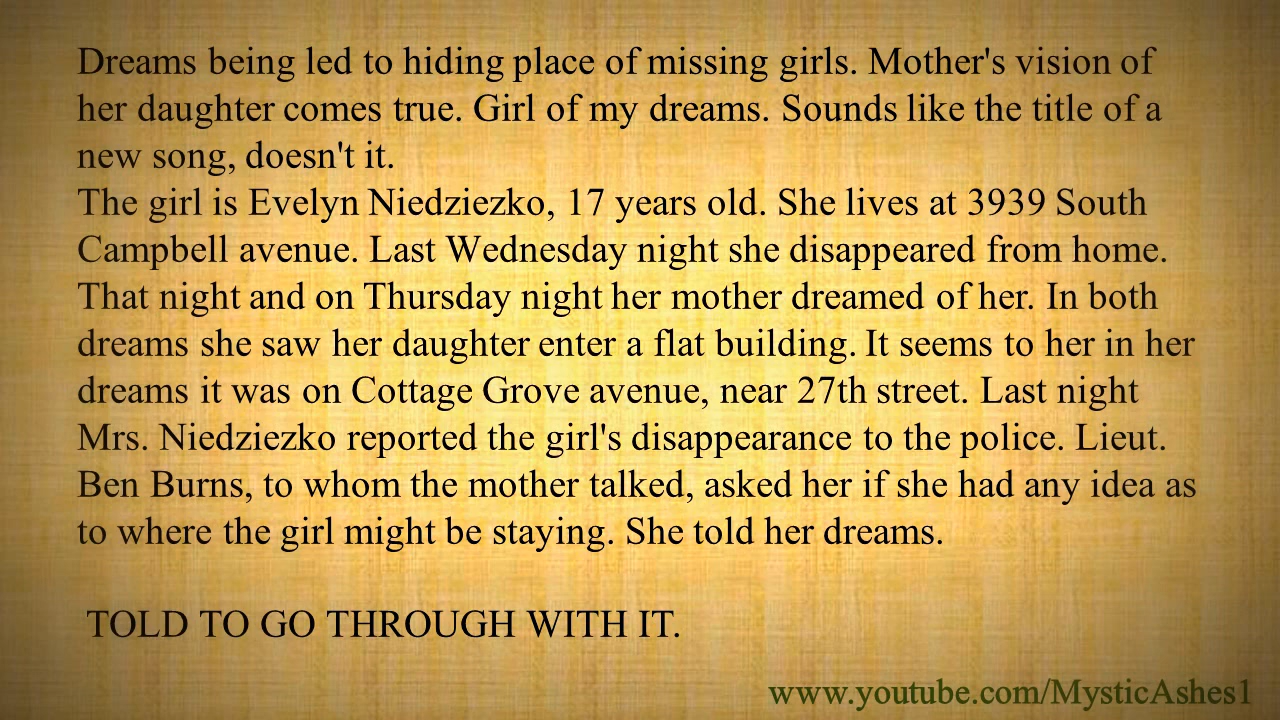 Dreams being led to hiding place of missing girls. Mother's vision of
her daughter comes true. Girl of my dreams. Sounds like the title of a
new song, doesn't it.
The girl is Evelyn Niedziezko, 17 years old. She lives at 3939 South
Campbell avenue. Last Wednesday night she disappeared from home.
That night and on Thursday night her mother dreamed of her. In both
dreams she saw her daughter enter a flat building. It seems to her in her
dreams it was on Cottage Grove avenue, near 27th street. Last night
Mrs. Niedziezko reported the girl's disappearance to the police. Lieut.
Ben Burns, to whom the mother talked, asked her if she had any idea as
to where the girl might be staying. She told her dreams.
TOLD TO GO THROUGH WITH IT.
www.youtube.com/MysticAshes1